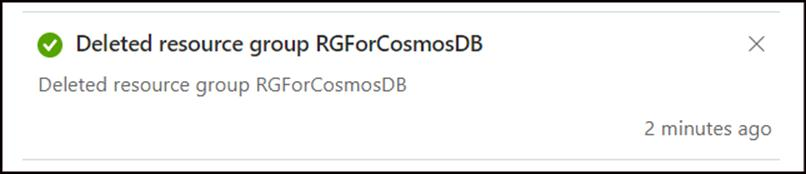 Deleted resource group RGForCosmosDB
Deleted resource group RGForCosmosDB
2 minutes ago